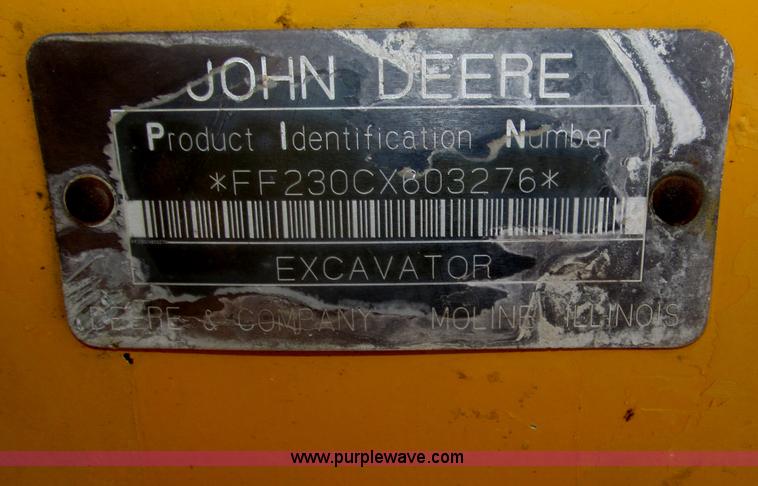 JOHN DEERE
Product Identification Number
*FF230CX603276*
EXCAVATOR
DEERE & COMPANY MOLINE ILLINOIS
www.purplewave.com